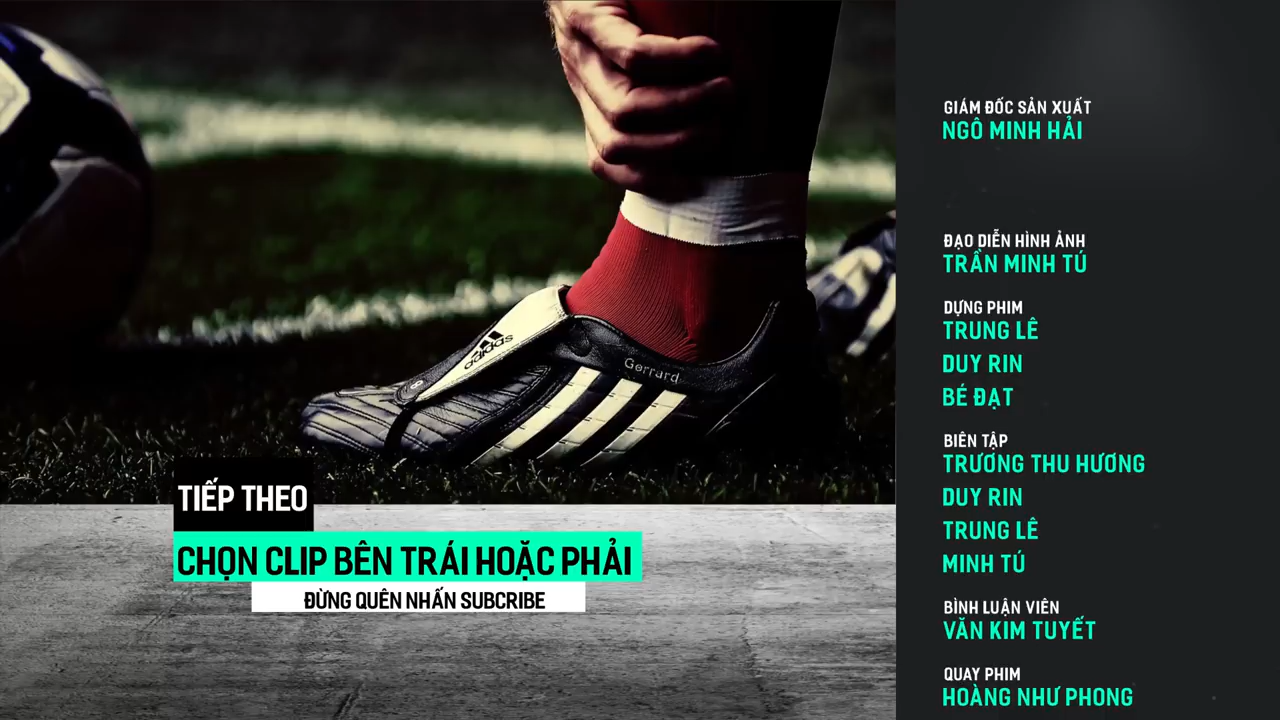 adidas
Gerrard
TIẾP THEO
CHỌN CLIP BÊN TRÁI HOẶC PHẢI
ĐỪNG QUÊN NHẤN SUBCRIBE
GIÁM ĐỐC SẢN XUẤT
NGÔ MINH HẢI
ĐẠO DIỄN HÌNH ẢNH
TRẦN MINH TÚ
DỰNG PHIM
TRUNG LÊ
DUY RIN
BÉ ĐẠT
BIÊN TẬP
TRƯƠNG THU HƯƠNG
DUY RIN
TRUNG LÊ
MINH TÚ
BÌNH LUẬN VIÊN
VĂN KIM TUYẾT
QUAY PHIM
HOÀNG NHƯ PHONG